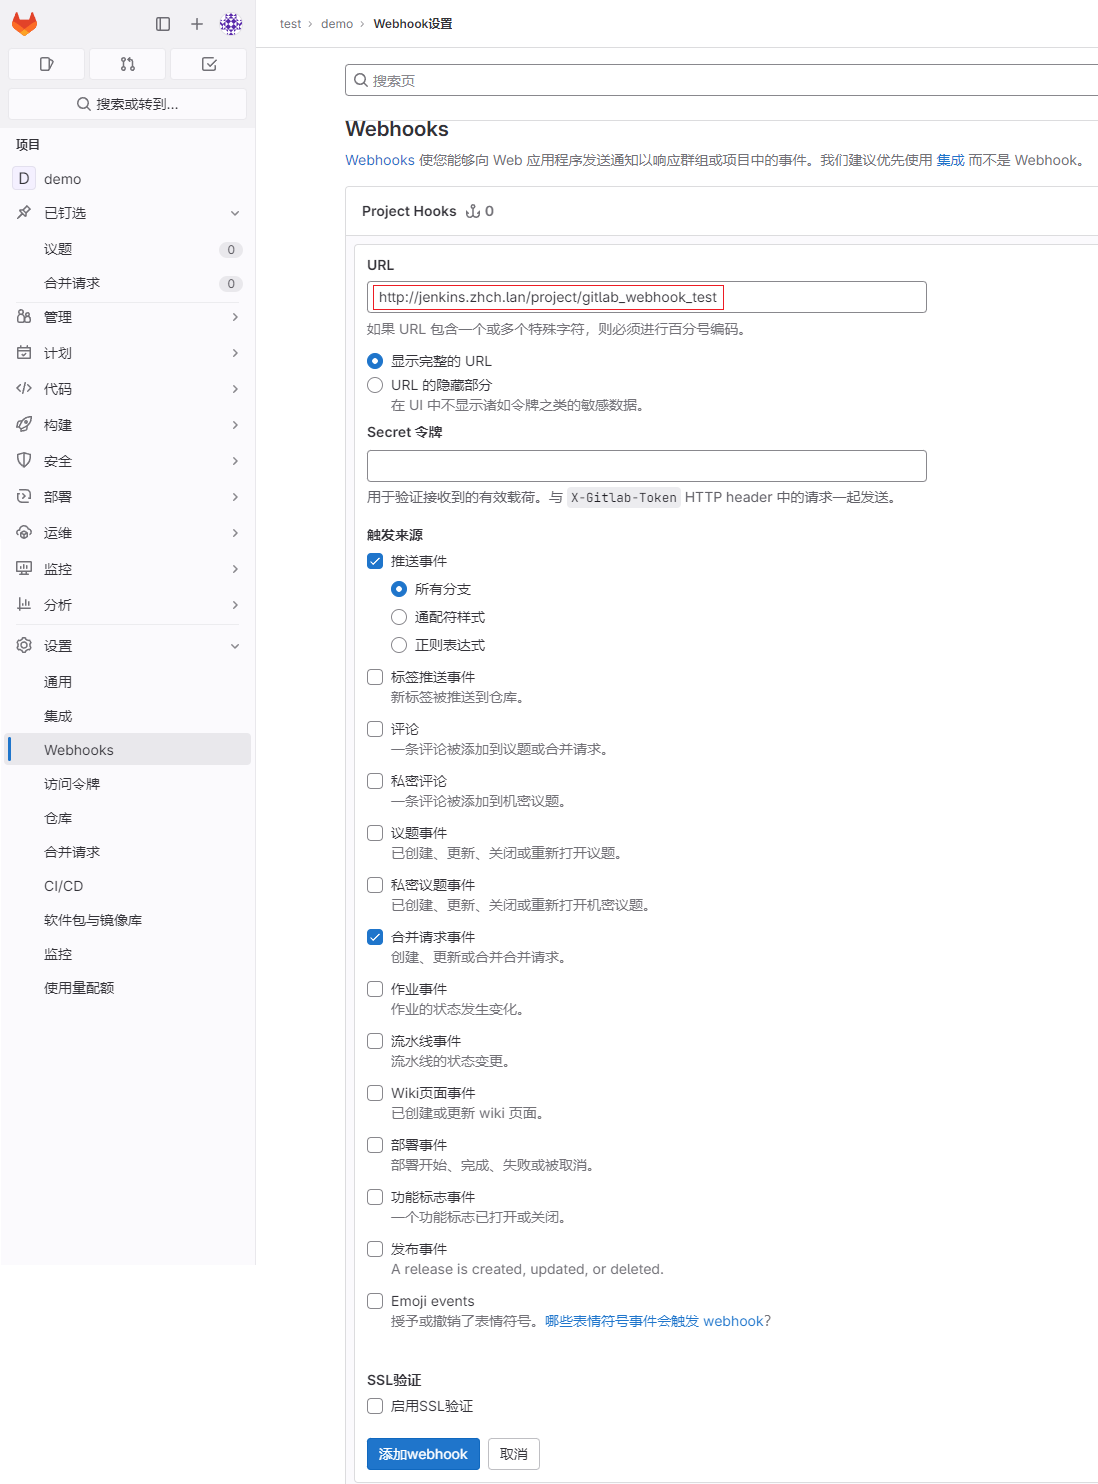 test › demo › Webhook设置
搜索或转到...
项目
D demo
已钉选
议题 0
合并请求 0
管理
计划
代码
构建
安全
部署
运维
监控
分析
设置
通用
集成
Webhooks
访问令牌
仓库
合并请求
CI/CD
软件包与镜像库
监控
使用量配额
搜索页
Webhooks
Webhooks 使您能够向 Web 应用程序发送通知以响应群组或项目中的事件。我们建议优先使用 集成 而不是 Webhook。
Project Hooks 0
URL
http://jenkins.zhch.lan/project/gitlab_webhook_test
如果 URL 包含一个或多个特殊字符，则必须进行百分号编码。
显示完整的 URL
URL 的隐藏部分
在 UI 中不显示诸如令牌之类的敏感数据。
Secret 令牌
用于验证接收到的有效载荷。与 X-Gitlab-Token HTTP header 中的请求一起发送。
触发来源
推送事件
所有分支
通配符样式
正则表达式
标签推送事件
新标签被推送到仓库。
评论
一条评论被添加到议题或合并请求。
私密评论
一条评论被添加到机密议题。
议题事件
已创建、更新、关闭或重新打开议题。
私密议题事件
已创建、更新、关闭或重新打开机密议题。
合并请求事件
创建、更新或合并合并请求。
作业事件
作业的状态发生变化。
流水线事件
流水线的状态变更。
Wiki页面事件
已创建或更新 wiki 页面。
部署事件
部署开始、完成、失败或被取消。
功能标志事件
一个功能标志已打开或关闭。
发布事件
A release is created, updated, or deleted.
Emoji events
授予或撤销了表情符号。哪些表情符号事件会触发 webhook?
SSL验证
启用SSL验证
添加webhook 取消